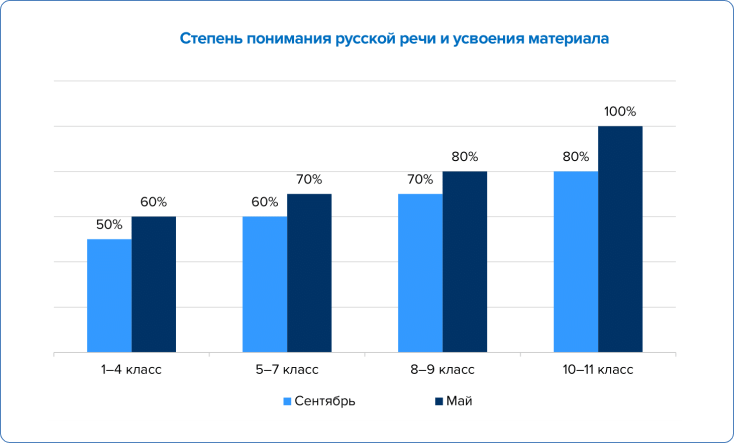 Степень понимания русской речи и усвоения материала
100%
80%
80%
70%
70%
60%
60%
50%
1–4 класс
5–7 класс
8–9 класс
10–11 класс
Сентябрь
Май